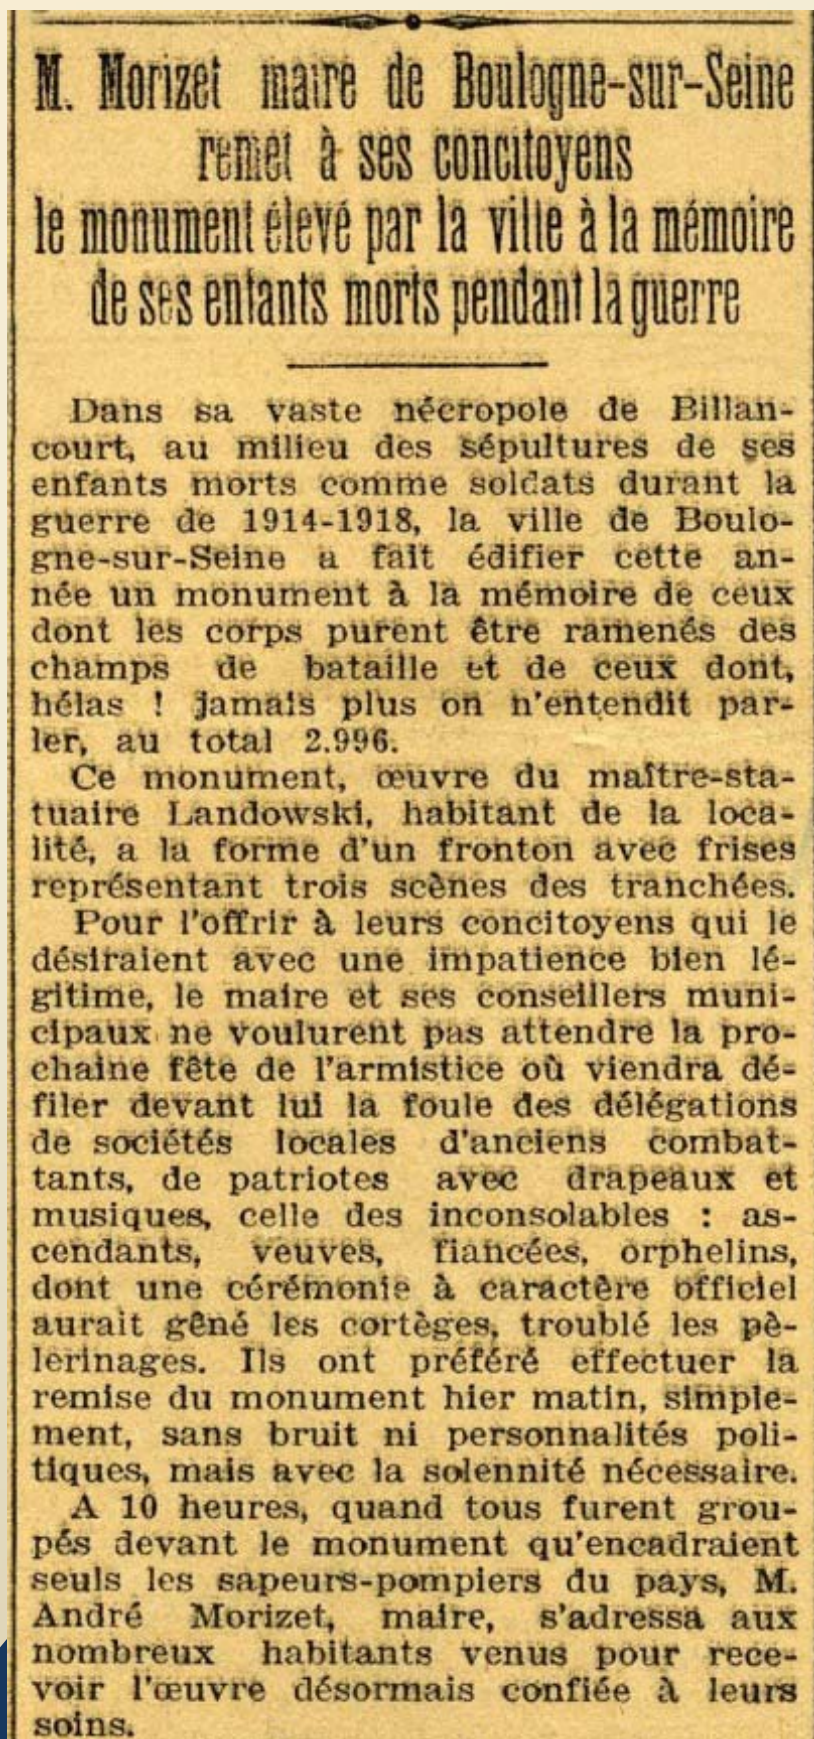 M. Morizet maire de Boulogne-sur-Seine
remet à ses concitoyens
le monument élevé par la ville à la mémoire
de ses enfants morts pendant la guerre
Dans sa vaste nécropole de Billan-
court, au milieu des sépultures de ses
enfants morts comme soldats durant la
guerre de 1914-1918, la ville de Boulo-
gne-sur-Seine a fait édifier cette an-
née un monument à la mémoire de ceux
dont les corps purent être ramenés des
champs de bataille et de ceux dont,
hélas ! jamais plus on n'entendit par-
ler, au total 2.996.
Ce monument, œuvre du maître-sta-
tuaire Landowski, habitant de la loca-
lité, a la forme d'un fronton avec frises
représentant trois scènes des tranchées.
Pour l'offrir à leurs concitoyens qui le
désiraient avec une impatience bien lé-
gitime, le maire et ses conseillers muni-
cipaux ne voulurent pas attendre la pro-
chaine fête de l'armistice où viendra dé-
filer devant lui la foule des délégations
de sociétés locales d'anciens combat-
tants, de patriotes avec drapeaux et
musiques, celle des inconsolables : as-
cendants, veuves, fiancées, orphelins,
dont une cérémonie à caractère officiel
aurait gêné les cortèges, troublé les pè-
lerinages. Ils ont préféré effectuer la
remise du monument hier matin, simple-
ment, sans bruit ni personnalités poli-
tiques, mais avec la solennité nécessaire.
A 10 heures, quand tous furent grou-
pés devant le monument qu'encadraient
seuls les sapeurs-pompiers du pays, M.
André Morizet, maire, s'adressa aux
nombreux habitants venus pour rece-
voir l'œuvre désormais confiée à leurs
soins.